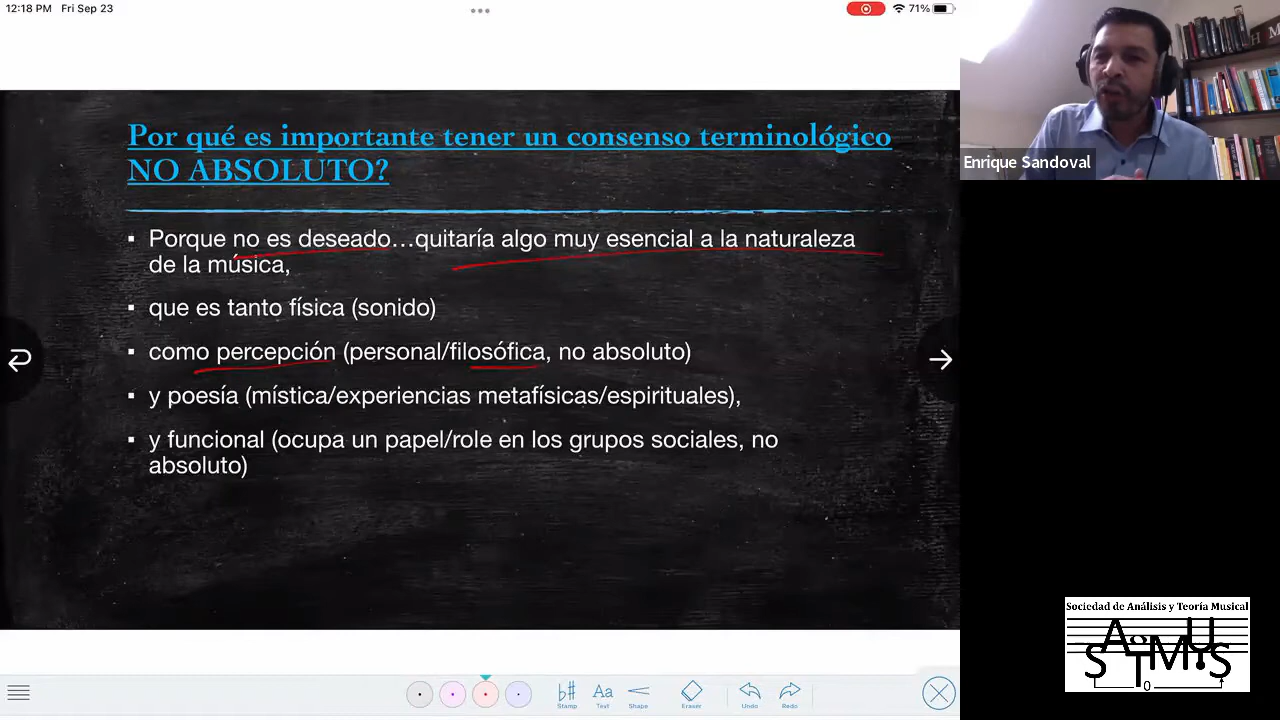 12:18 PM Fri Sep 23
71%
Por qué es importante tener un consenso terminológico
NO ABSOLUTO?
▪ Porque no es deseado...quitaría algo muy esencial a la naturaleza
de la música,
▪ que es tanto física (sonido)
▪ como percepción (personal/filosófica, no absoluto)
▪ y poesía (mística/experiencias metafísicas/espirituales),
▪ y funcional (ocupa un papel/role en los grupos sociales, no
absoluto)
Enrique Sandoval
Sociedad de Análisis y Teoría Musical
SATMUS
0
Stamp
Text
Shape
Eraser
Undo
Redo